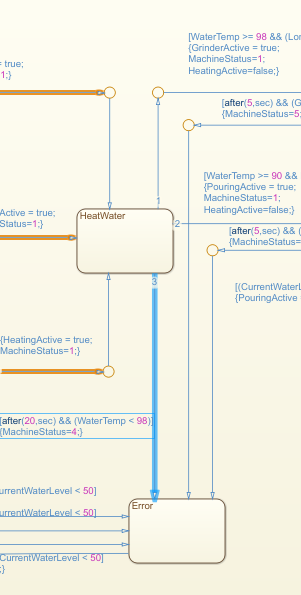 [WaterTemp >= 98 && (Lon
{GrinderActive = true;
MachineStatus=1;
HeatingActive=false;}
= true;
1;}
[after(5,sec) && (G
{MachineStatus=5;
[WaterTemp >= 90 &&
{PouringActive = true;
MachineStatus=1;
HeatingActive=false;}
Active = true;
Status=1;}
HeatWater
1
2
3
[after(5,sec) && (
{MachineStatus=
[(CurrentWaterL
{PouringActive
{HeatingActive = true;
MachineStatus=1;}
[after(20,sec) && (WaterTemp < 98)]
{MachineStatus=4;}
urrentWaterLevel < 50]
Error
urrentWaterLevel < 50]
CurrentWaterLevel < 50]
;}